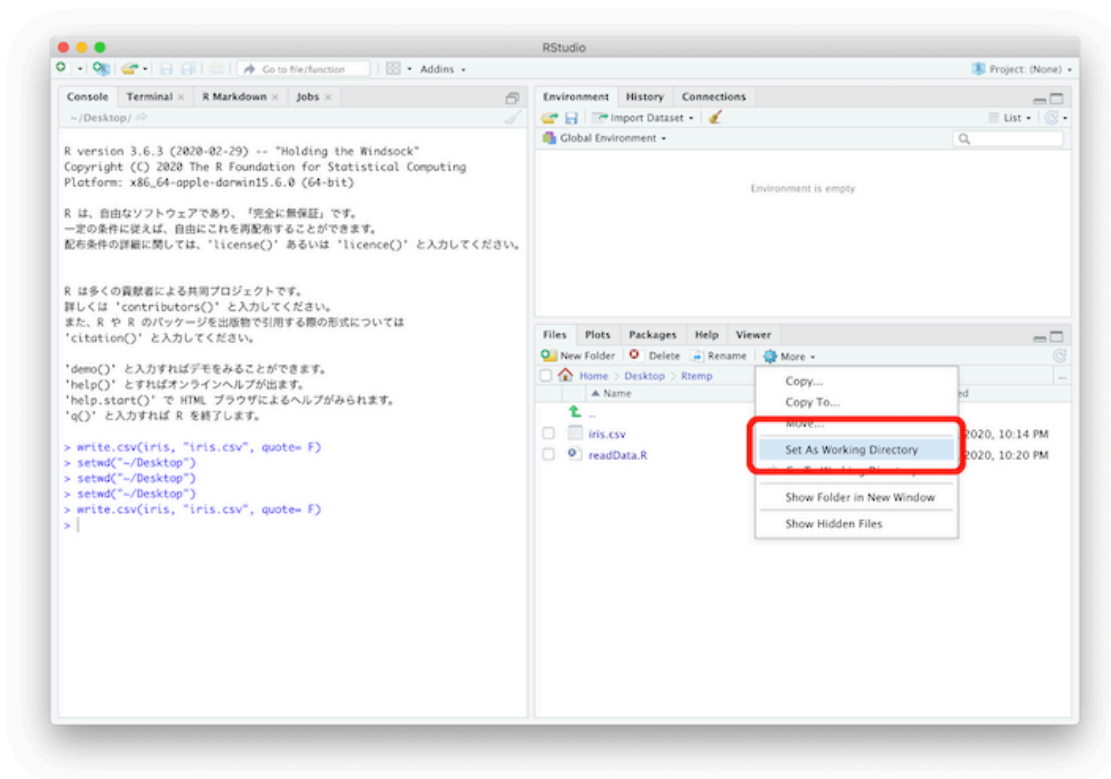 RStudio
Go to file/function
Addins
Project: (None)
Console Terminal R Markdown Jobs
~/Desktop/
R version 3.6.3 (2020-02-29) -- "Holding the Windsock"
Copyright (C) 2020 The R Foundation for Statistical Computing
Platform: x86_64-apple-darwin15.6.0 (64-bit)
R は、自由なソフトウェアであり、「完全に無保証」です。
一定の条件に従えば、自由にこれを再配布することができます。
配布条件の詳細に関しては、'license()' あるいは 'licence()' と入力してください。
R は多くの貢献者による共同プロジェクトです。
詳しくは 'contributors()' と入力してください。
また、R や R のパッケージを出版物で引用する際の形式については
'citation()' と入力してください。
'demo()' と入力すればデモをみることができます。
'help()' とすればオンラインヘルプが出ます。
'help.start()' で HTML ブラウザによるヘルプがみられます。
'q()' と入力すれば R を終了します。
> write.csv(iris, "iris.csv", quote= F)
> setwd("~/Desktop")
> setwd("~/Desktop")
> setwd("~/Desktop")
> write.csv(iris, "iris.csv", quote= F)
>
Environment History Connections
Import Dataset
List
Global Environment
Environment is empty
Files Plots Packages Help Viewer
New Folder Delete Rename More
Home Desktop Rtemp
Name
..
iris.csv
2020, 10:14 PM
readData.R
2020, 10:20 PM
Copy...
Copy To...
Move...
Set As Working Directory
Go To Working Directory
Show Folder in New Window
Show Hidden Files